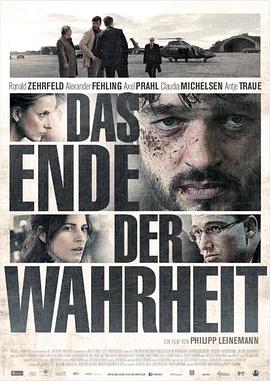 Ronald ZEHRFELD Alexander FEHLING Axel PRAHL Claudia MICHELSEN Antje TRAUE
DAS
ENDE
DER
WAHRHEIT
EIN FILM VON PHILIPP LEINEMANN